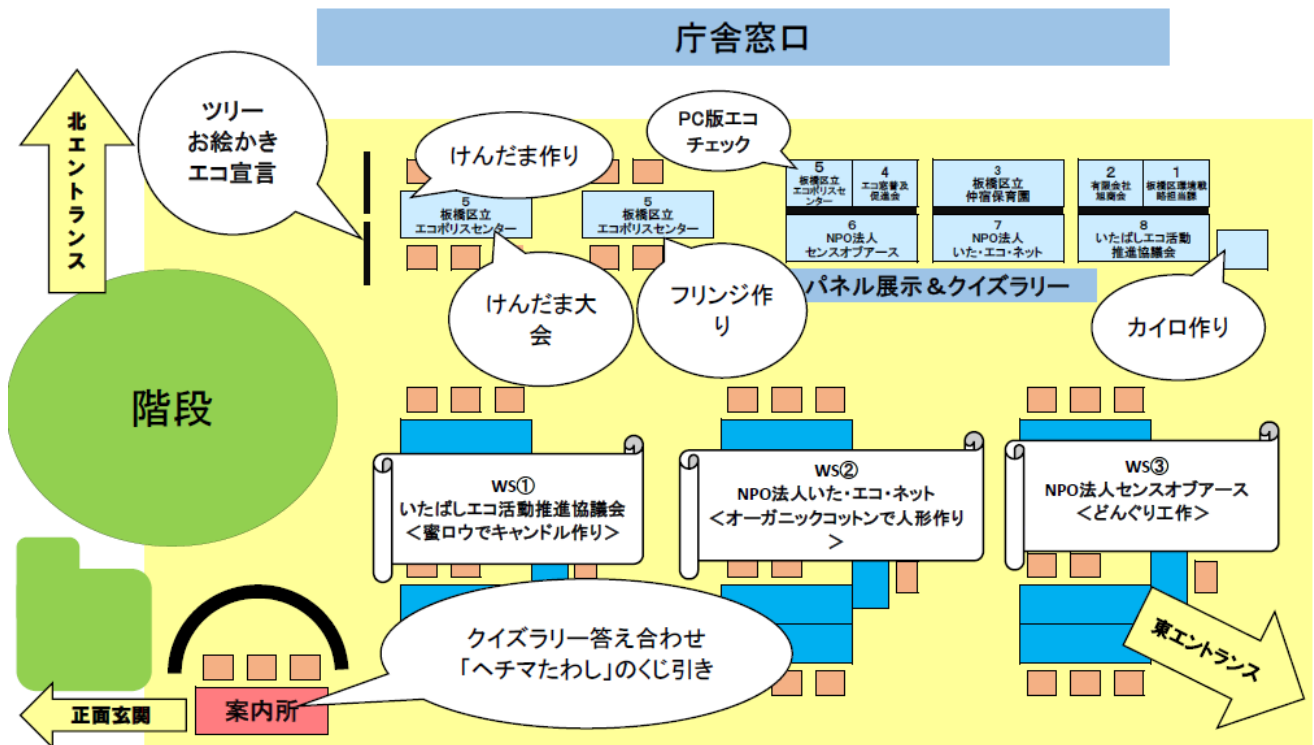 庁舎窓口
北エントランス
ツリー
お絵かき
エコ宣言
けんだま作り
PC版エコ
チェック
5
板橋区立
エコポリスセンター
5
板橋区立
エコポリスセンター
5
板橋区立
エコポリスセ
ンター
4
エコ窓普及
促進会
3
板橋区立
仲宿保育園
2
有限会社
旭商会
1
板橋区環境戦
略担当課
6
NPO法人
センスオブアース
7
NPO法人
いた・エコ・ネット
8
いたばしエコ活動
推進協議会
パネル展示&クイズラリー
けんだま大
会
フリンジ作
り
カイロ作り
階段
WS①
いたばしエコ活動推進協議会
<蜜ロウでキャンドル作り>
WS②
NPO法人いた・エコ・ネット
<オーガニックコットンで人形作り
>
WS③
NPO法人センスオブアース
<どんぐり工作>
クイズラリー答え合わせ
「ヘチマたわし」のくじ引き
東エントランス
正面玄関
案内所